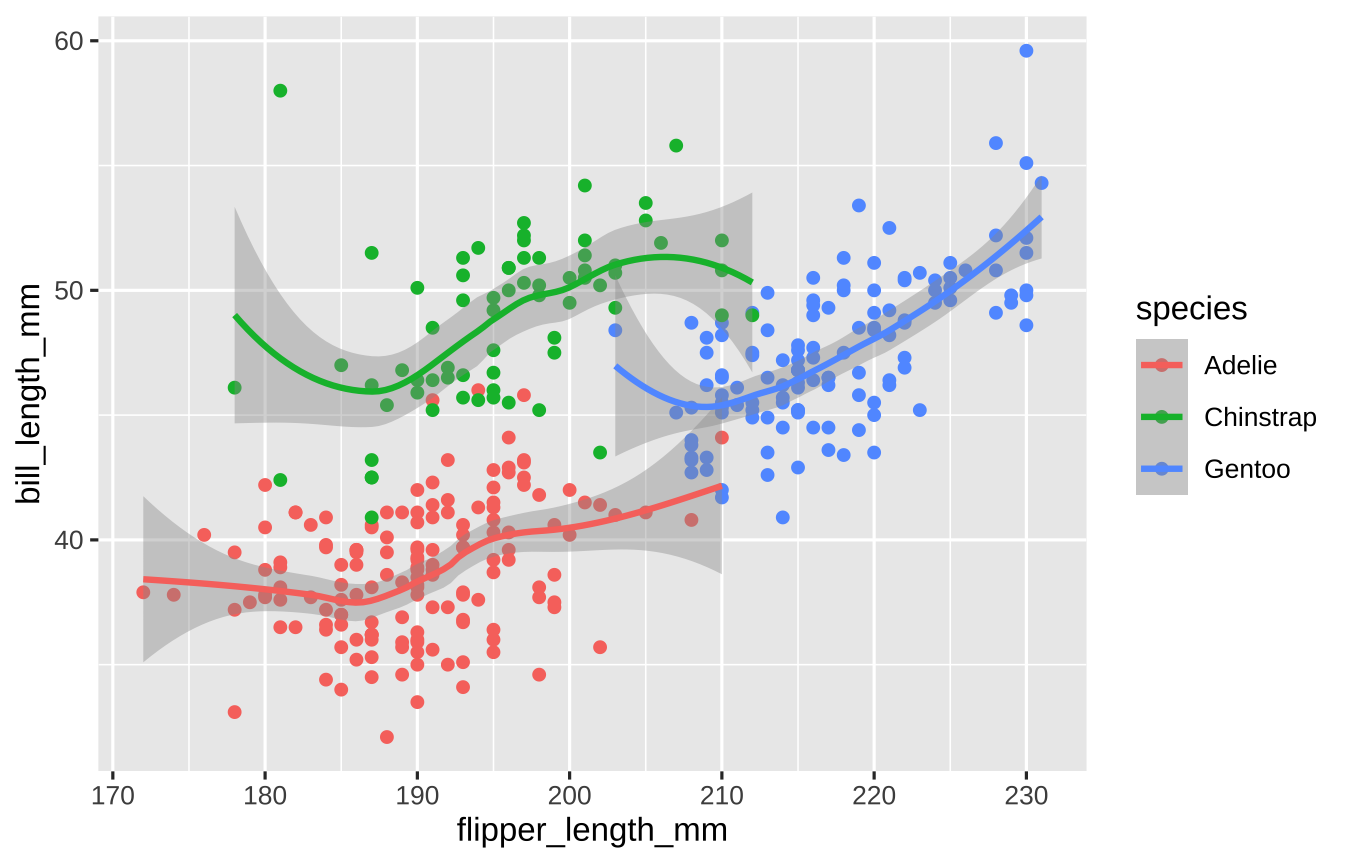 60
50
40
bill_length_mm
170 180 190 200 210 220 230
flipper_length_mm
species
Adelie
Chinstrap
Gentoo